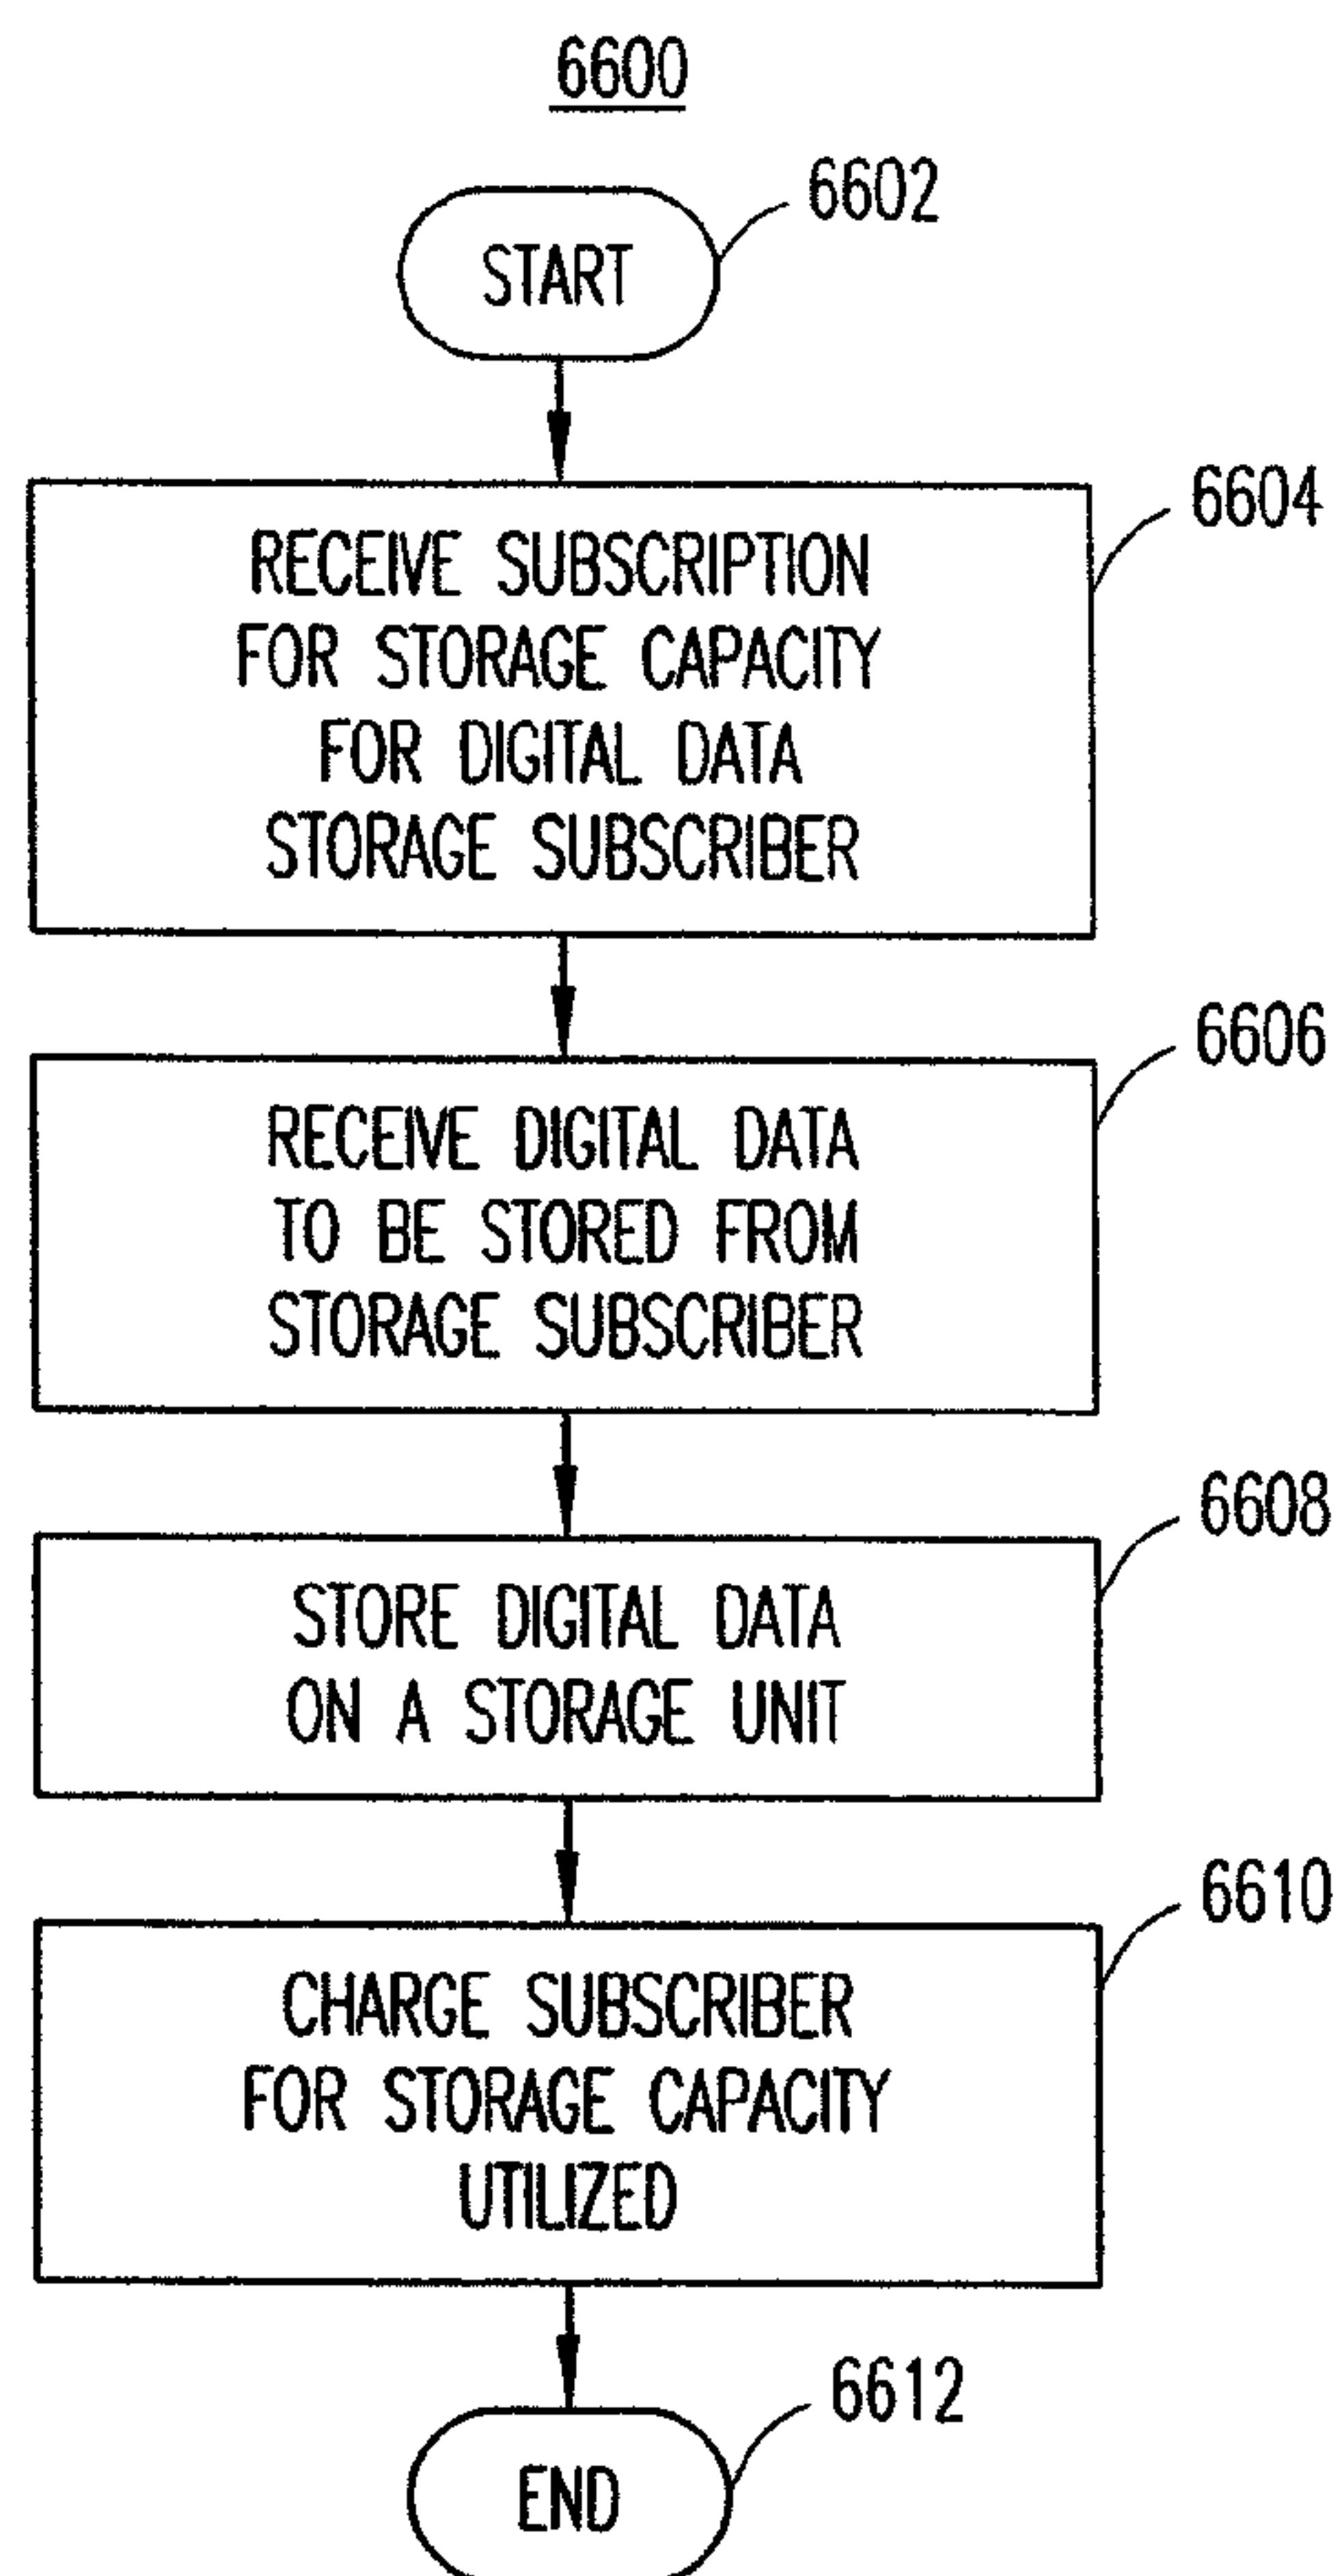 6600
START
6602
RECEIVE SUBSCRIPTION
FOR STORAGE CAPACITY
FOR DIGITAL DATA
STORAGE SUBSCRIBER
6604
RECEIVE DIGITAL DATA
TO BE STORED FROM
STORAGE SUBSCRIBER
6606
STORE DIGITAL DATA
ON A STORAGE UNIT
6608
CHARGE SUBSCRIBER
FOR STORAGE CAPACITY
UTILIZED
6610
END
6612